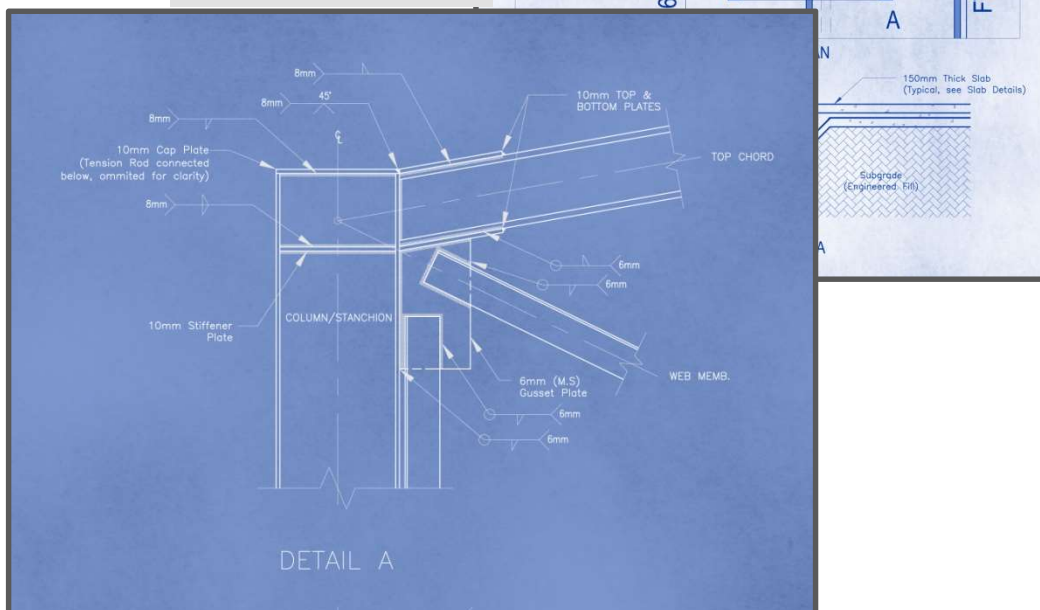 6
A
F
AN
150mm Thick Slab
(Typical, see Slab Details)
Subgrade
(Engineered Fill)
A
8mm
8mm
45°
8mm
℄
10mm TOP &
BOTTOM PLATES
10mm Cap Plate
(Tension Rod connected
below, ommited for clarity)
TOP CHORD
8mm
6mm
6mm
COLUMN/STANCHION
10mm Stiffener
Plate
WEB MEMB.
6mm (M.S)
Gusset Plate
6mm
6mm
DETAIL A